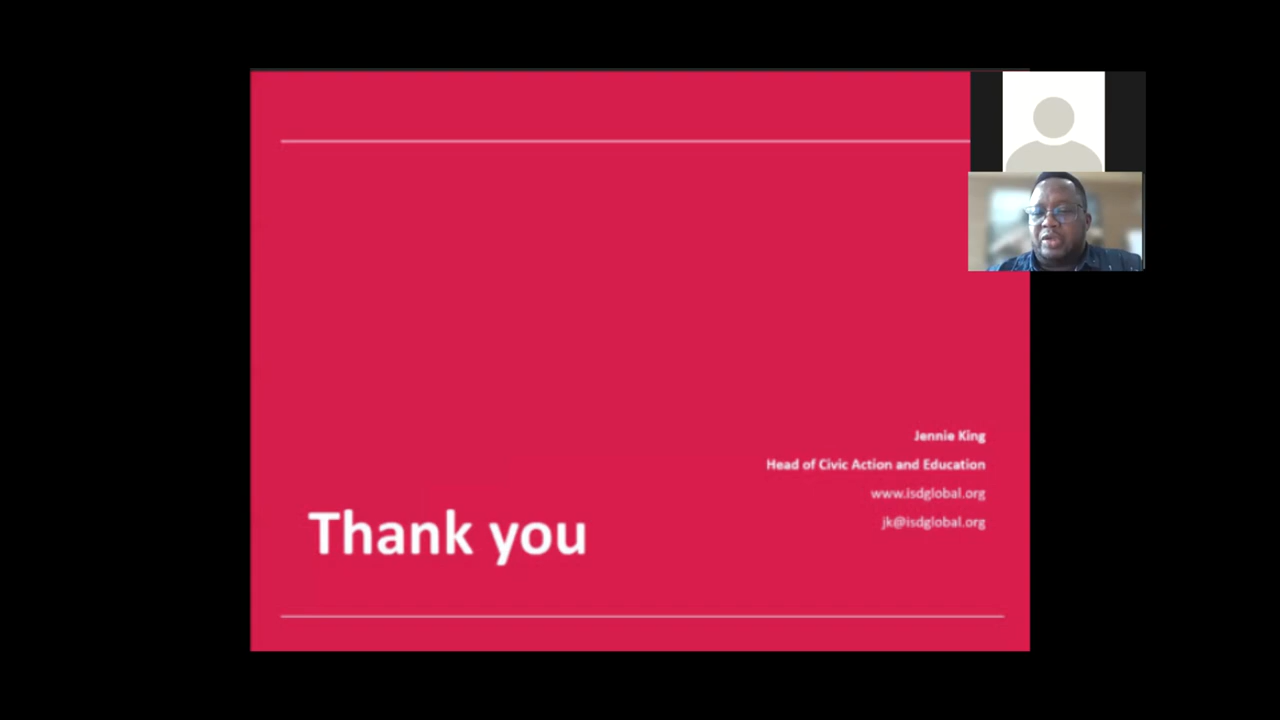 Jennie King
Head of Civic Action and Education
www.isdglobal.org
jk@isdglobal.org
Thank you